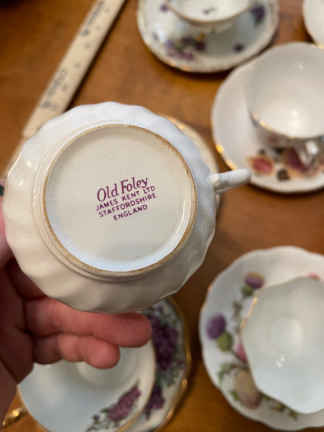 Old Foley
JAMES KENT LTD
STAFFORDSHIRE
ENGLAND